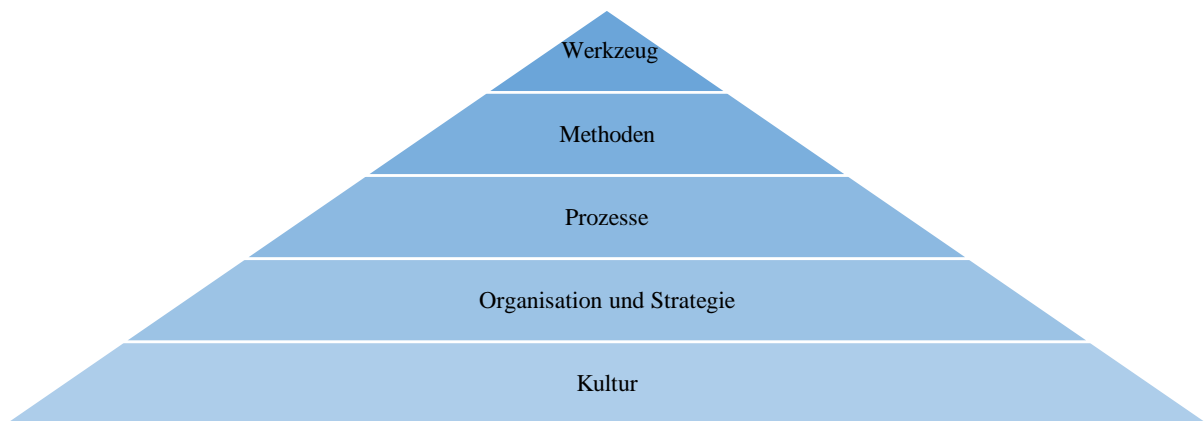 Werkzeug
Methoden
Prozesse
Organisation und Strategie
Kultur